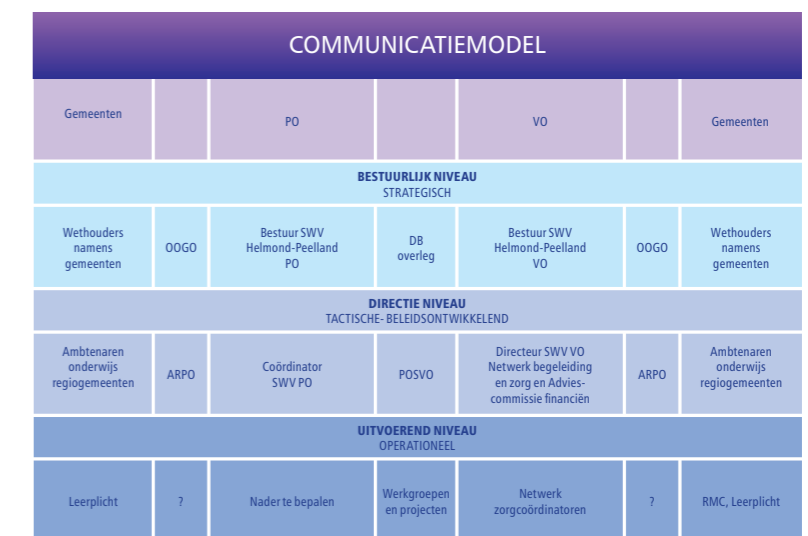 COMMUNICATIEMODEL
Gemeenten
PO
VO
Gemeenten
BESTUURLIJK NIVEAU
STRATEGISCH
Wethouders
namens
gemeenten
OOGO
Bestuur SWV
Helmond-Peelland
PO
DB
overleg
Bestuur SWV
Helmond-Peelland
VO
OOGO
Wethouders
namens
gemeenten
DIRECTIE NIVEAU
TACTISCHE- BELEIDSONTWIKKELEND
Ambtenaren
onderwijs
regiogemeenten
ARPO
Coördinator
SWV PO
POSVO
Directeur SWV VO
Netwerk begeleiding
en zorg en Advies-
commissie financiën
ARPO
Ambtenaren
onderwijs
regiogemeenten
UITVOEREND NIVEAU
OPERATIONEEL
Leerplicht
?
Nader te bepalen
Werkgroepen
en projecten
Netwerk
zorgcoördinatoren
?
RMC, Leerplicht